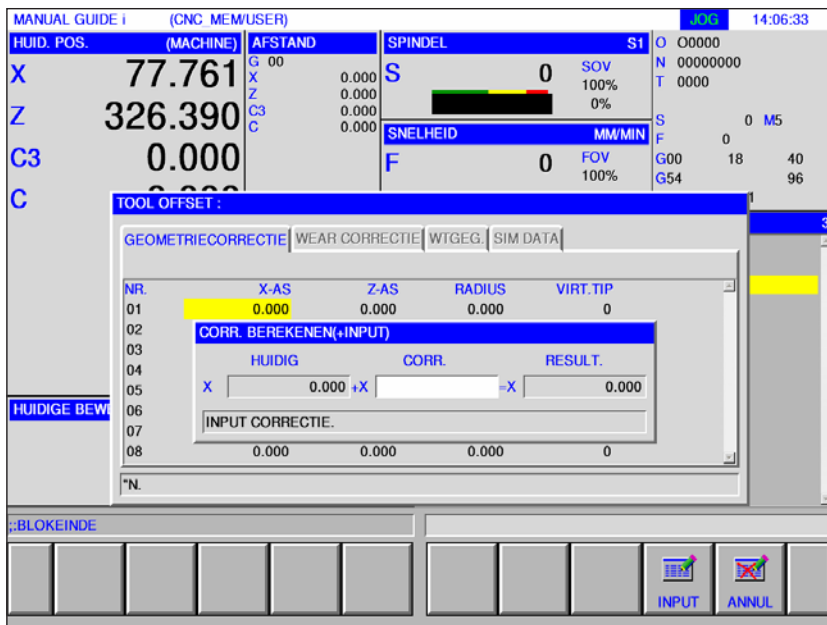 MANUAL GUIDE i (CNC_MEM/USER) JOG 14:06:33
HUID. POS. (MACHINE) AFSTAND SPINDEL S1 O O0000
G 00 N 00000000
X 77.761 X 0.000 S 0 SOV 100% T 0000
Z 0.000 0%
Z 326.390 C3 0.000
C 0.000 S 0 M5
SNELHEID MM/MIN F 0
C3 0.000 F 0 FOV 100% G00 18 40
G54 96
C
TOOL OFFSET :
GEOMETRIECORRECTIE WEAR CORRECTIE WTGEG. SIM DATA
NR. X-AS Z-AS RADIUS VIRT.TIP
01 0.000 0.000 0.000 0
02
CORR. BEREKENEN(+INPUT)
03
HUIDIG CORR. RESULT.
04
05
X 0.000 +X =X 0.000
HUIDIGE BEW
06
07
INPUT CORRECTIE.
08 0.000 0.000 0.000 0
"N.
;:BLOKEINDE
INPUT ANNUL